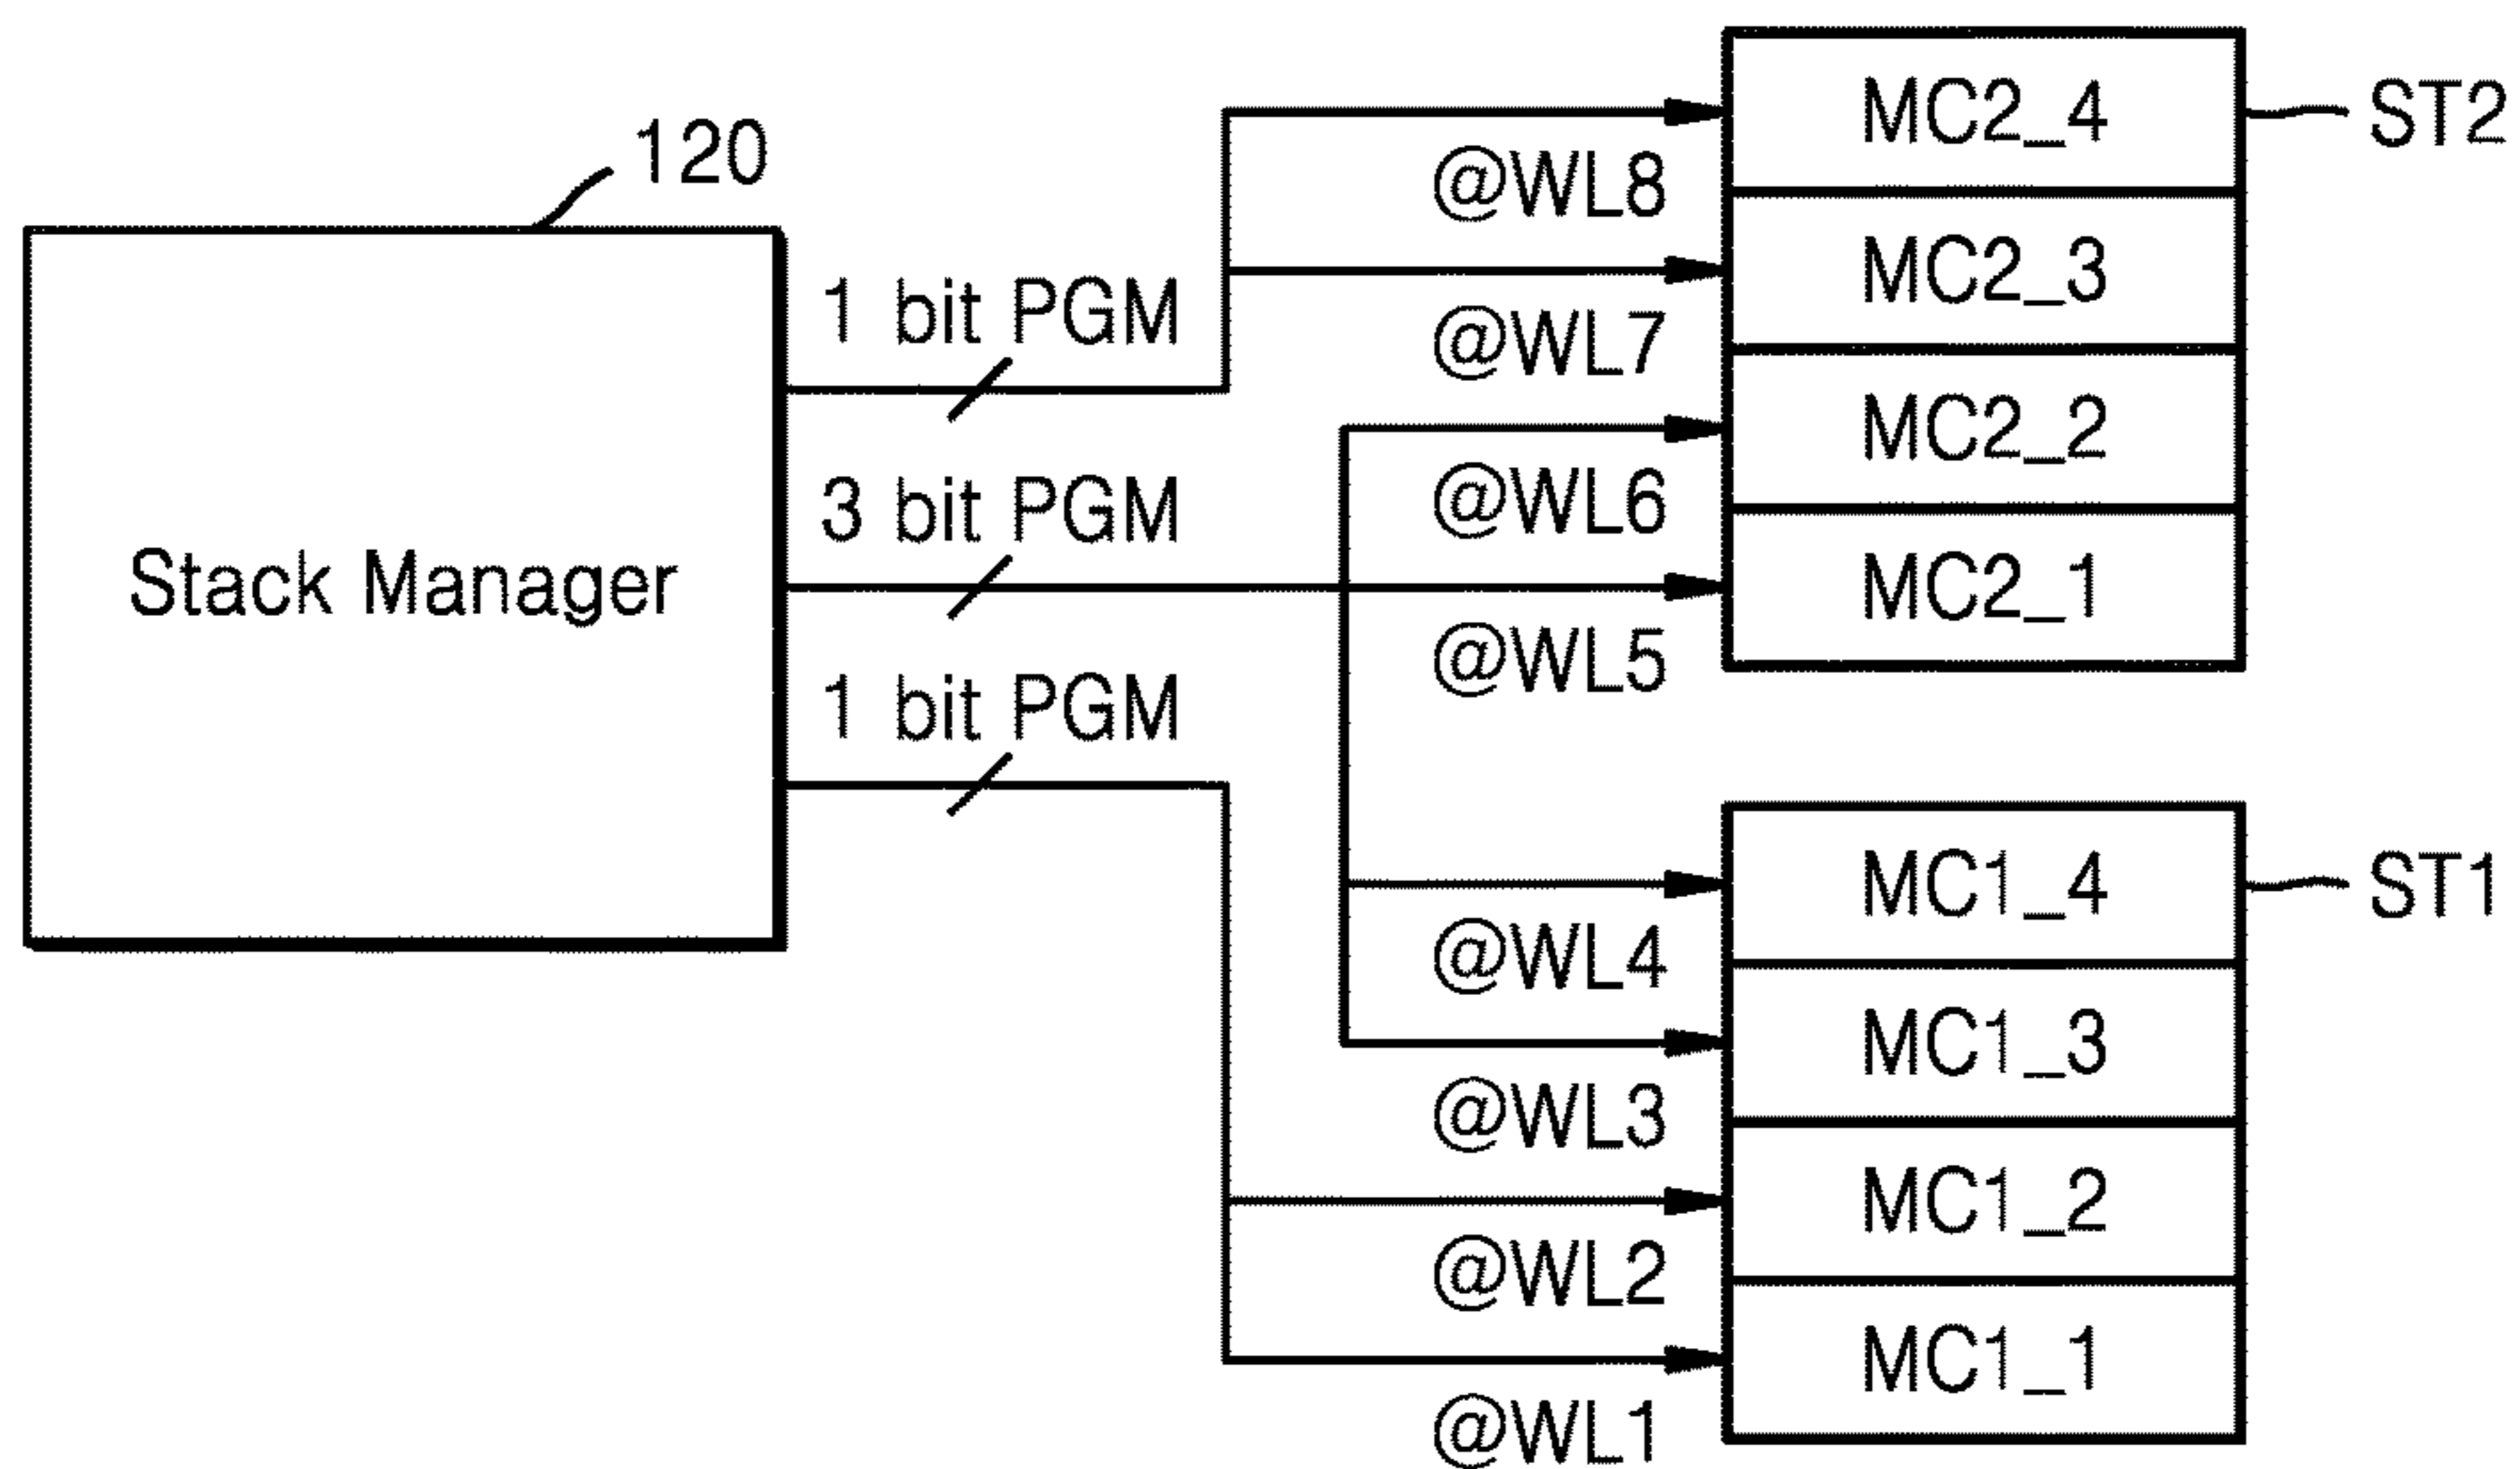 120
Stack Manager
1 bit PGM
3 bit PGM
1 bit PGM
@WL8
@WL7
@WL6
@WL5
@WL4
@WL3
@WL2
@WL1
MC2_4
MC2_3
MC2_2
MC2_1
ST2
MC1_4
MC1_3
MC1_2
MC1_1
ST1